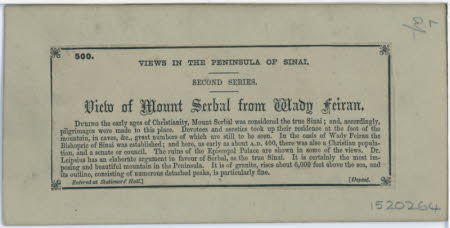 500.
VIEWS IN THE PENINSULA OF SINAI.
SECOND SERIES.
View of Mount Serbal from Wady Feiran.
DURING the early ages of Christianity, Mount Serbal was considered the true Sinai; and, accordingly,
pilgrimages were made to this place. Devotees and ascetics took up their residence at the foot of the
mountain, in caves, &c., great numbers of which are still to be seen. In the oasis of Wady Feiran the
Bishopric of Sinai was established; and here, as early as about A.D. 400, there was also a Christian popula-
tion, and a senate or council. The ruins of the Episcopal Palace are shown in some of the views. Dr.
Leipsius has an elaborate argument in favour of Serbal, as the true Sinai. It is certainly the most im-
posing and beautiful mountain in the Peninsula. It is of granite, rises about 6,000 feet above the sea, and
its outline, consisting of numerous detached peaks, is particularly fine.
Entered at Stationers' Hall.] [Copyright.
1520264